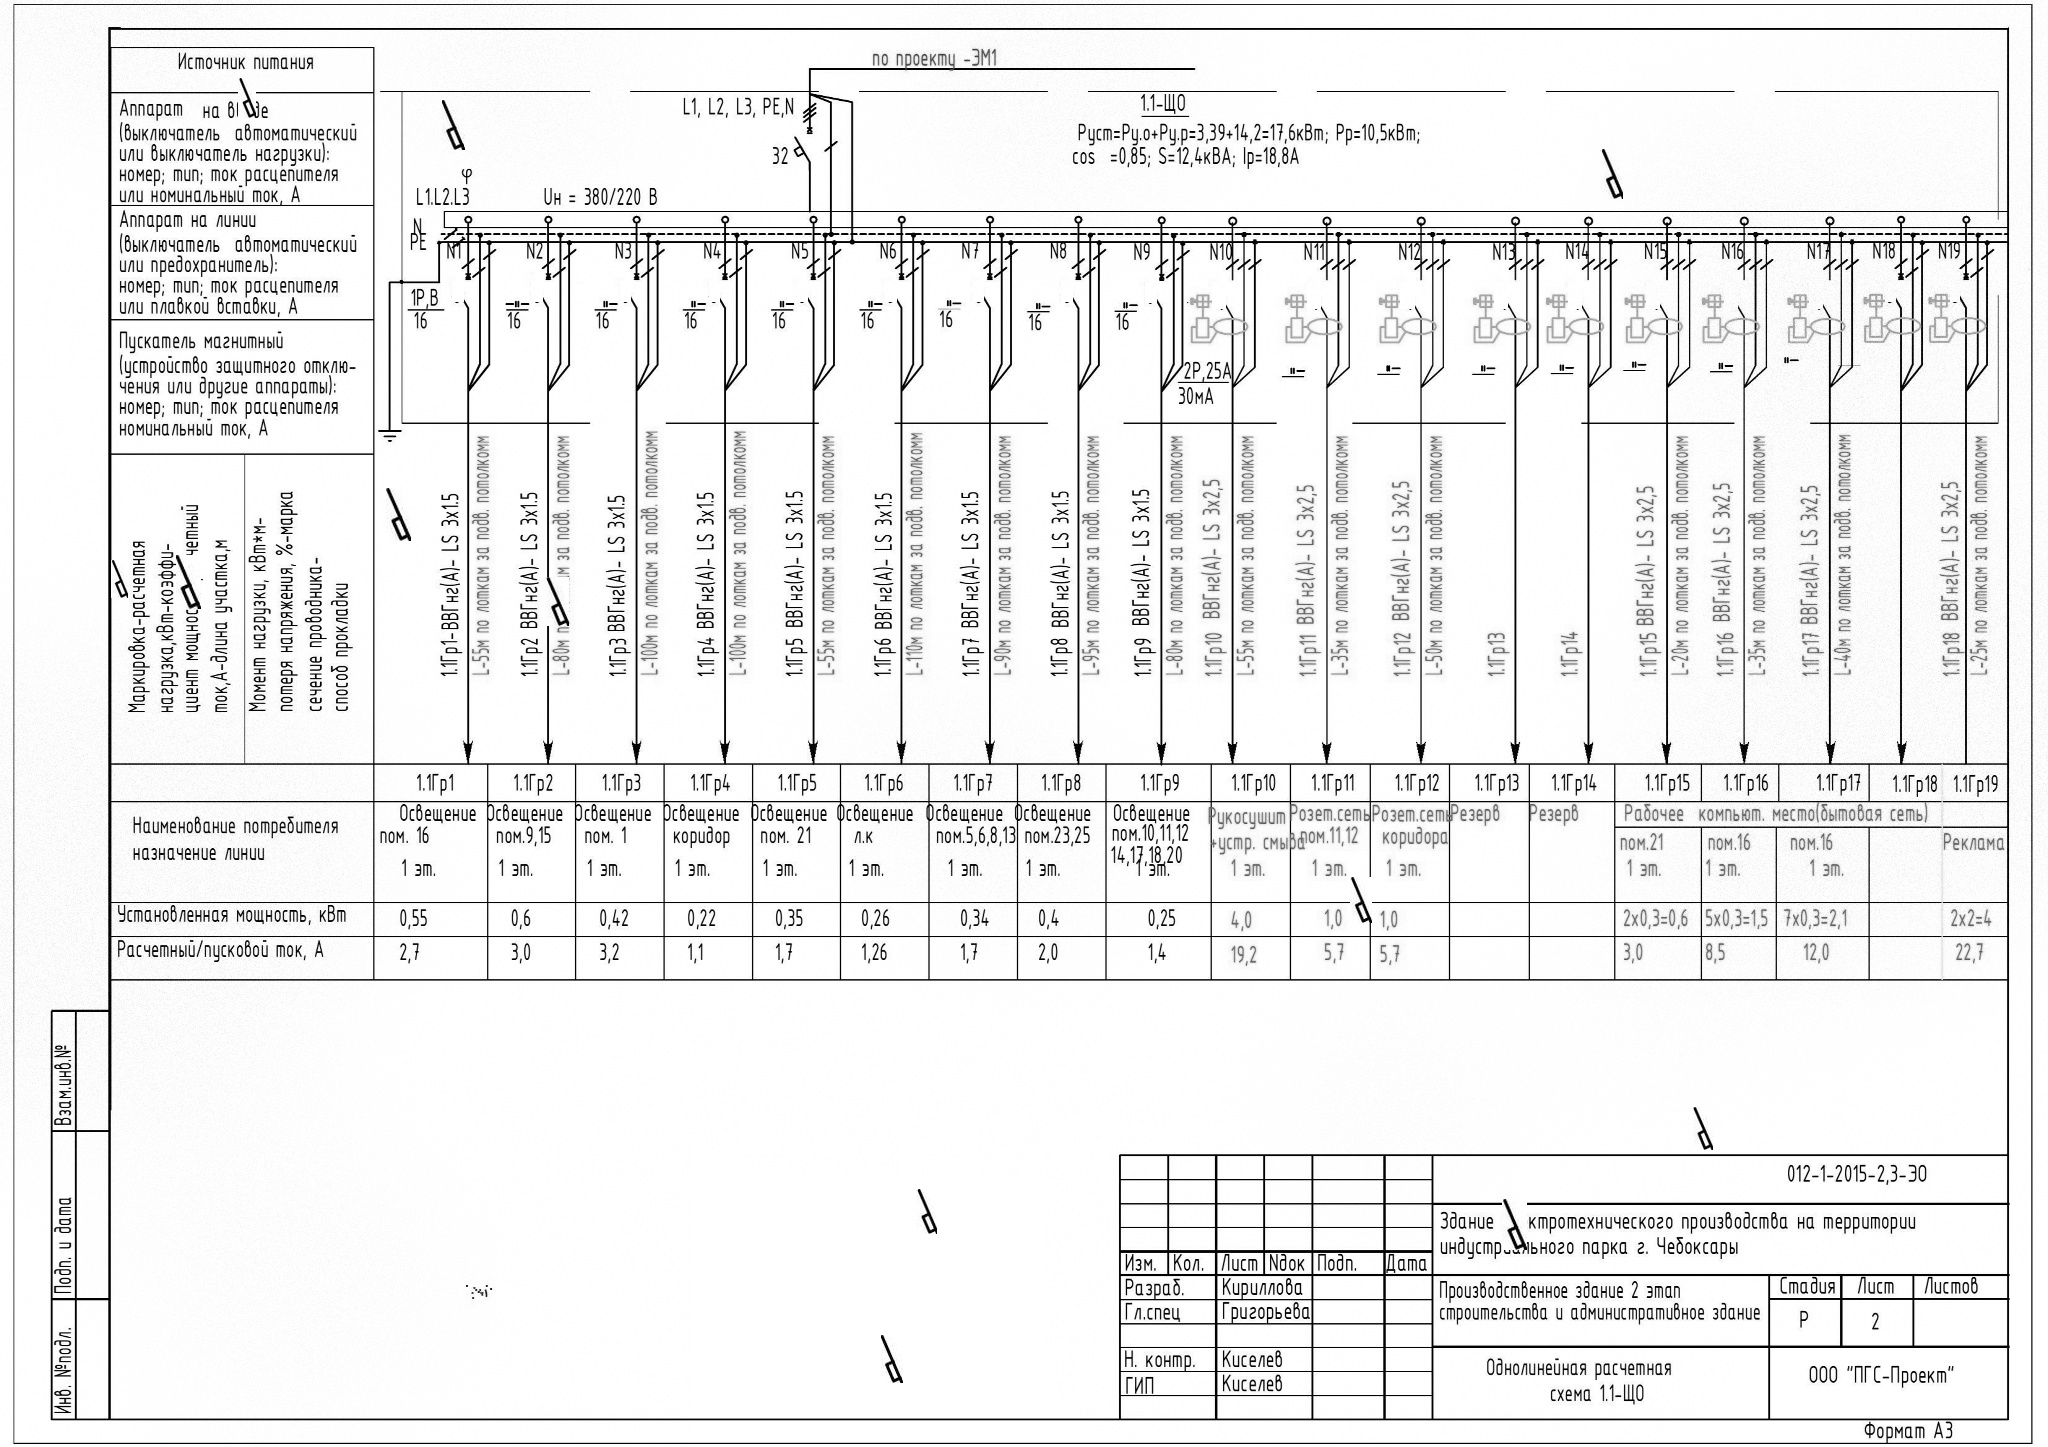 Источник питания
Аппарат на в де
(выключатель автоматический
или выключатель нагрузки):
номер; тип; ток расцепителя
или номинальный ток, А
Аппарат на линии
(выключатель автоматический
или предохранитель):
номер; тип; ток расцепителя
или плавкой вставки, А
Пускатель магнитный
(устройство защитного отклю-
чения или другие аппараты):
номер; тип; ток расцепителя
номинальный ток, А
Маркировка-расчетная
нагрузка,кВт-коэффи-
циент мощнос четный
ток,А-длина участка,м
Момент нагрузки, кВт*м-
потеря напряжения, %-марка
сечение проводника-
способ прокладки
по проекту -ЭМ1
L1, L2, L3, PE,N
32
1.1-ЩО
Руст=Ру.о+Ру.р=3,39+14,2=17,6кВт; Рр=10,5кВт;
cos =0,85; S=12,4кВА; Iр=18,8А
φ
L1.L2.L3
Uн = 380/220 В
N
PE
N1 N2 N3 N4 N5 N6 N7 N8 N9 N10 N11 N12 N13 N14 N15 N16 N17 N18 N19
1Р,В
16
-"-
16
-"-
16
-"-
16
-"-
16
-"-
16
-"-
16
-"-
16
-"-
16
2Р,25А
30мА
-"- -"- -"- -"- -"- -"- -"-
1.1Гр1-ВВГнг(А)- LS 3х1.5
L-55м по лоткам за подв. потолкомм
1.1Гр2 ВВГнг(А)- LS 3х1.5
L-80м п м за подв. потолкомм
1.1Гр3 ВВГнг(А)- LS 3х1.5
L-100м по лоткам за подв. потолкомм
1.1Гр4 ВВГнг(А)- LS 3х1.5
L-100м по лоткам за подв. потолкомм
1.1Гр5 ВВГнг(А)- LS 3х1.5
L-55м по лоткам за подв. потолкомм
1.1Гр6 ВВГнг(А)- LS 3х1.5
L-110м по лоткам за подв. потолкомм
1.1Гр7 ВВГнг(А)- LS 3х1.5
L-90м по лоткам за подв. потолкомм
1.1Гр8 ВВГнг(А)- LS 3х1.5
L-95м по лоткам за подв. потолкомм
1.1Гр9 ВВГнг(А)- LS 3х1.5
L-80м по лоткам за подв. потолкомм
1.1Гр10 ВВГнг(А)- LS 3х2,5
L-55м по лоткам за подв. потолкомм
1.1Гр11 ВВГнг(А)- LS 3х2,5
L-35м по лоткам за подв. потолкомм
1.1Гр12 ВВГнг(А)- LS 3х2,5
L-50м по лоткам за подв. потолкомм
1.1Гр13
1.1Гр14
1.1Гр15 ВВГнг(А)- LS 3х2,5
L-20м по лоткам за подв. потолкомм
1.1Гр16 ВВГнг(А)- LS 3х2,5
L-35м по лоткам за подв. потолкомм
1.1Гр17 ВВГнг(А)- LS 3х2,5
L-40м по лоткам за подв. потолкомм
1.1Гр18 ВВГнг(А)- LS 3х2,5
L-25м по лоткам за подв. потолкомм
1.1Гр1 1.1Гр2 1.1Гр3 1.1Гр4 1.1Гр5 1.1Гр6 1.1Гр7 1.1Гр8 1.1Гр9 1.1Гр10 1.1Гр11 1.1Гр12 1.1Гр13 1.1Гр14 1.1Гр15 1.1Гр16 1.1Гр17 1.1Гр18 1.1Гр19
Наименование потребителя
назначение линии
Освещение
пом. 16
1 эт.
Освещение
пом.9,15
1 эт.
Освещение
пом. 1
1 эт.
Освещение
коридор
1 эт.
Освещение
пом. 21
1 эт.
Освещение
л.к
1 эт.
Освещение
пом.5,6,8,13
1 эт.
Освещение
пом.23,25
1 эт.
Освещение
пом.10,11,12
14,17,18,20
1 эт.
Рукосушит
+устр. смыва
1 эт.
Розет.сеть
пом.11,12
1 эт.
Розет.сеть
коридора
1 эт.
Резерв
Резерв
Рабочее компьют. место(бытовая сеть)
пом.21
1 эт.
пом.16
1 эт.
пом.16
1 эт.
Реклама
Установленная мощность, кВт
0,55 0,6 0,42 0,22 0,35 0,26 0,34 0,4 0,25 4,0 1,0 1,0 2х0,3=0,6 5х0,3=1,5 7х0,3=2,1 2х2=4
Расчетный/пусковой ток, А
2,7 3,0 3,2 1,1 1,7 1,26 1,7 2,0 1,4 19,2 5,7 5,7 3,0 8,5 12,0 22,7
Взам.инв.№
Подп. и дата
Инв. №подл.
012-1-2015-2,3-ЭО
Здание ктротехнического производства на территории
индустриального парка г. Чебоксары
Изм. Кол. Лист Nдок Подп. Дата
Разраб. Кириллова
Гл.спец Григорьева
Н. контр. Киселев
ГИП Киселев
Производственное здание 2 этап
строительства и административное здание
Стадия Лист Листов
Р 2
Однолинейная расчетная
схема 1.1-ЩО
ООО "ПГС-Проект"
Формат А3